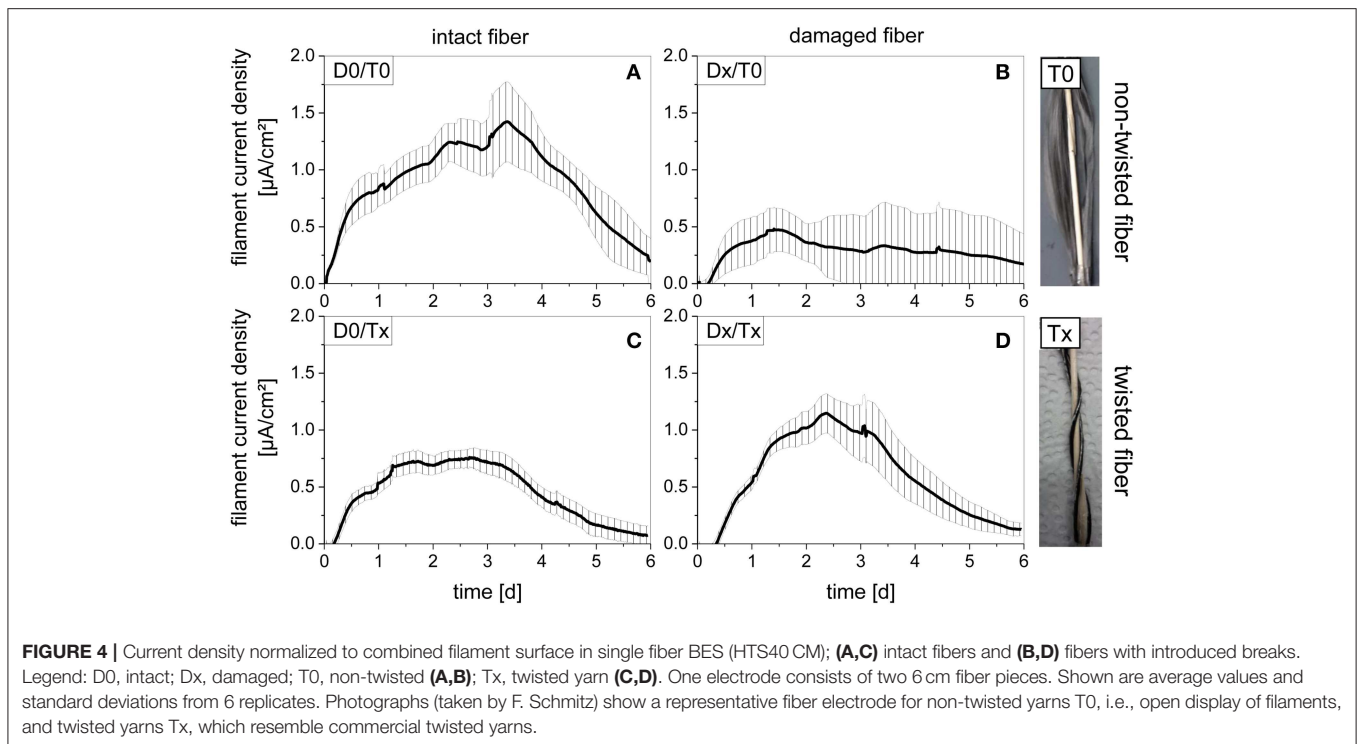 intact fiber
damaged fiber
D0/T0
A
Dx/T0
B
T0
non-twisted fiber
filament current density
[µA/cm²]
2.0
1.5
1.0
0.5
0.0
0 1 2 3 4 5 6
2.0
1.5
1.0
0.5
0.0
0 1 2 3 4 5 6
D0/Tx
C
Dx/Tx
D
Tx
twisted fiber
filament current density
[µA/cm²]
2.0
1.5
1.0
0.5
0.0
0 1 2 3 4 5 6
2.0
1.5
1.0
0.5
0.0
0 1 2 3 4 5 6
time [d]
time [d]
FIGURE 4 | Current density normalized to combined filament surface in single fiber BES (HTS40 CM); (A,C) intact fibers and (B,D) fibers with introduced breaks.
Legend: D0, intact; Dx, damaged; T0, non-twisted (A,B); Tx, twisted yarn (C,D). One electrode consists of two 6 cm fiber pieces. Shown are average values and
standard deviations from 6 replicates. Photographs (taken by F. Schmitz) show a representative fiber electrode for non-twisted yarns T0, i.e., open display of filaments,
and twisted yarns Tx, which resemble commercial twisted yarns.